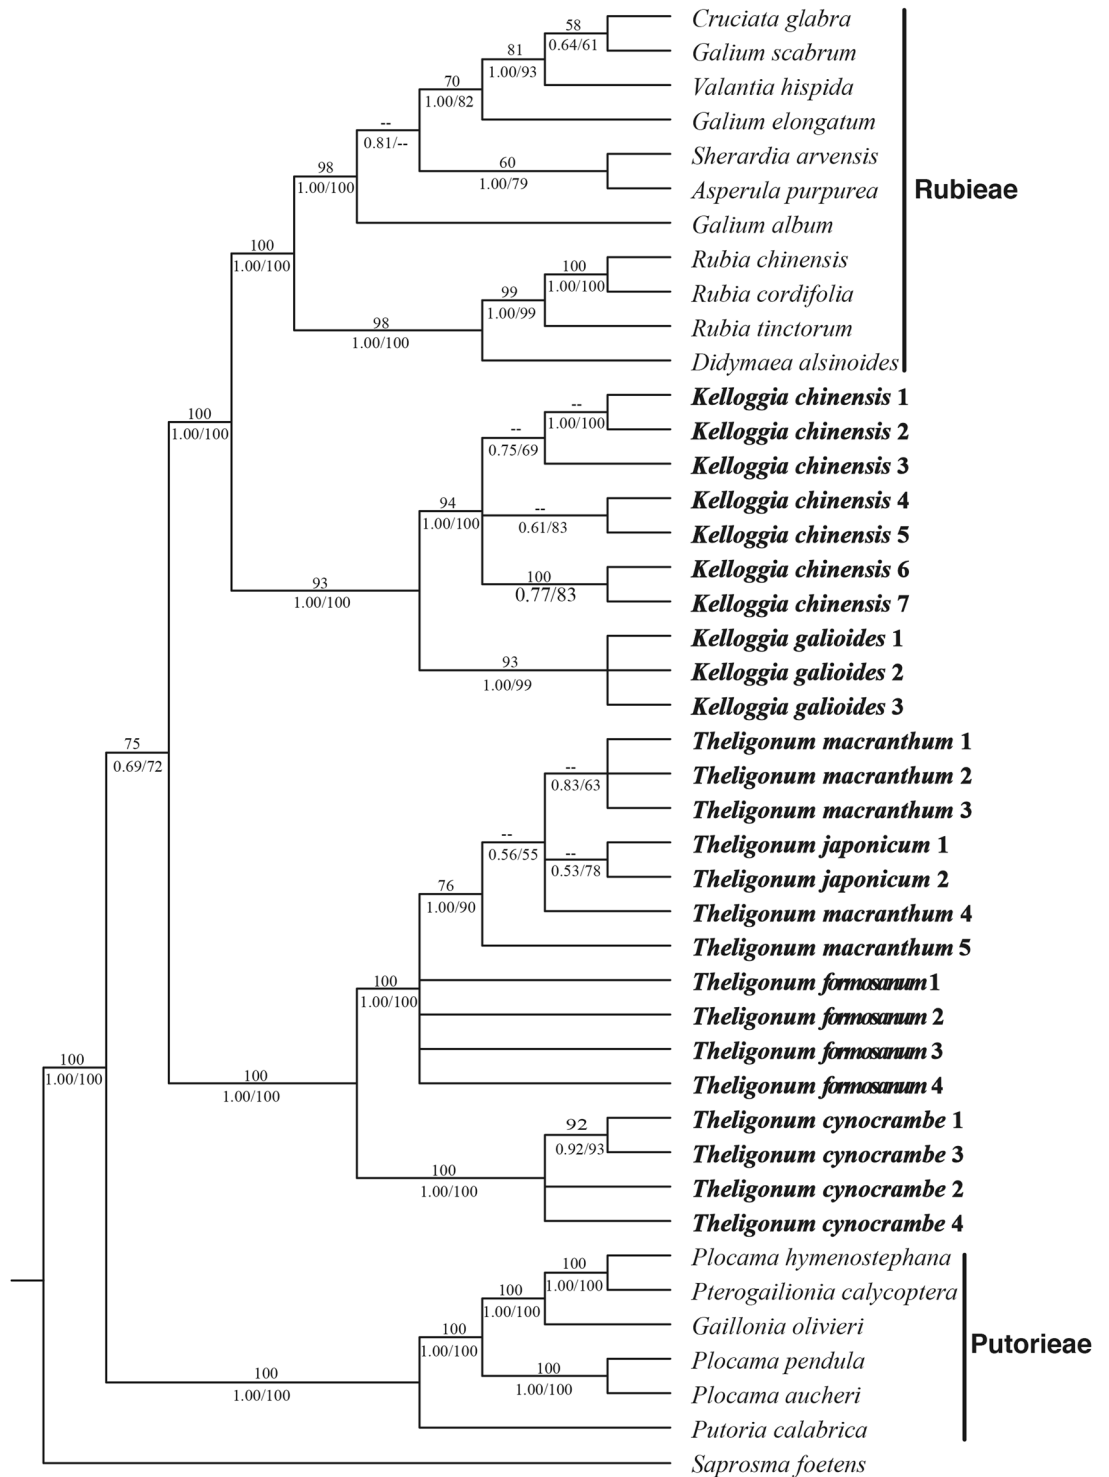 58
0.64/61
Cruciata glabra
81
1.00/93
Galium scabrum
70
1.00/82
Valantia hispida
--
0.81/--
Galium elongatum
60
1.00/79
Sherardia arvensis
98
1.00/100
Asperula purpurea
Rubieae
Galium album
100
1.00/100
Rubia chinensis
100
1.00/100
Rubia cordifolia
99
1.00/99
Rubia tinctorum
98
1.00/100
Didymaea alsinoides
100
1.00/100
Kelloggia chinensis 1
--
1.00/100
Kelloggia chinensis 2
--
0.75/69
Kelloggia chinensis 3
94
1.00/100
Kelloggia chinensis 4
--
0.61/83
Kelloggia chinensis 5
93
1.00/100
Kelloggia chinensis 6
100
0.77/83
Kelloggia chinensis 7
Kelloggia galioides 1
93
1.00/99
Kelloggia galioides 2
Kelloggia galioides 3
75
0.69/72
Theligonum macranthum 1
--
0.83/63
Theligonum macranthum 2
Theligonum macranthum 3
--
0.56/55
Theligonum japonicum 1
--
0.53/78
Theligonum japonicum 2
76
1.00/90
Theligonum macranthum 4
Theligonum macranthum 5
100
1.00/100
Theligonum formosanum 1
Theligonum formosanum 2
Theligonum formosanum 3
100
1.00/100
Theligonum formosanum 4
100
1.00/100
Theligonum cynocrambe 1
92
0.92/93
Theligonum cynocrambe 3
100
1.00/100
Theligonum cynocrambe 2
Theligonum cynocrambe 4
Plocama hymenostephana
100
1.00/100
Pterogailionia calycoptera
100
1.00/100
Gaillonia olivieri
100
1.00/100
Putorieae
Plocama pendula
100
1.00/100
Plocama aucheri
100
1.00/100
Putoria calabrica
Saprosma foetens